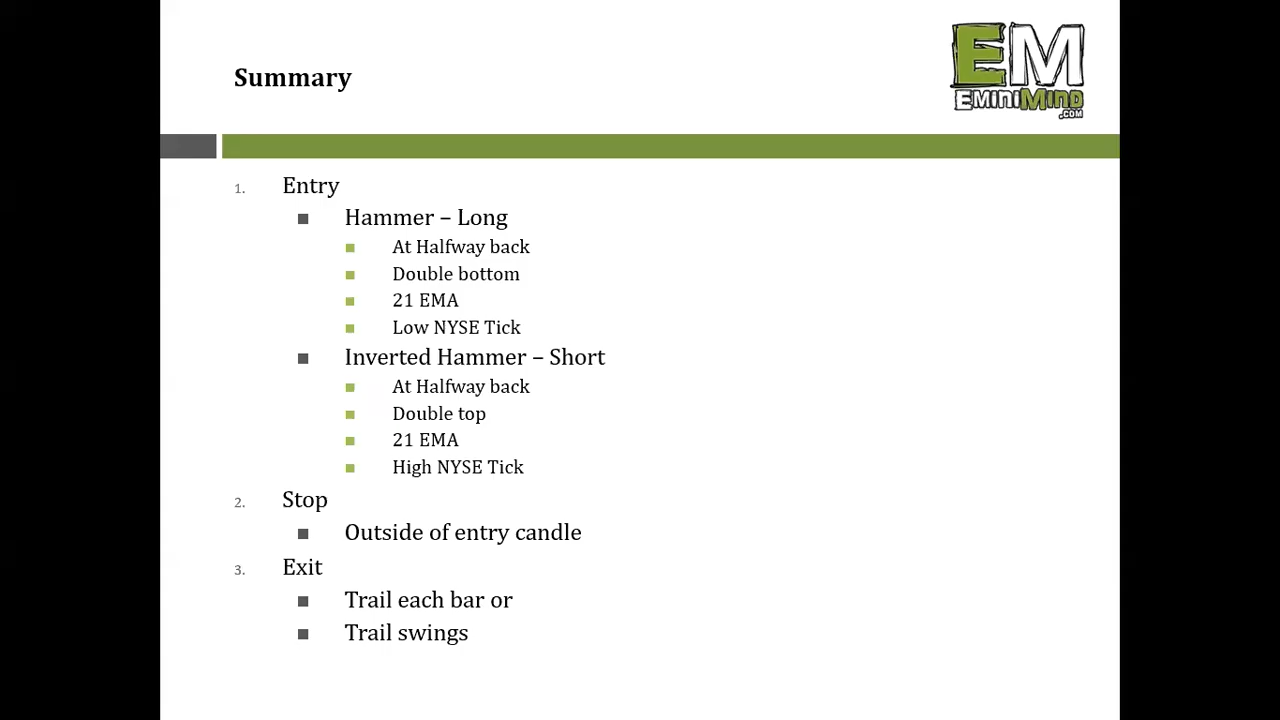 Summary
EM
EMINIMIND
.COM
1. Entry
■ Hammer – Long
■ At Halfway back
■ Double bottom
■ 21 EMA
■ Low NYSE Tick
■ Inverted Hammer – Short
■ At Halfway back
■ Double top
■ 21 EMA
■ High NYSE Tick
2. Stop
■ Outside of entry candle
3. Exit
■ Trail each bar or
■ Trail swings